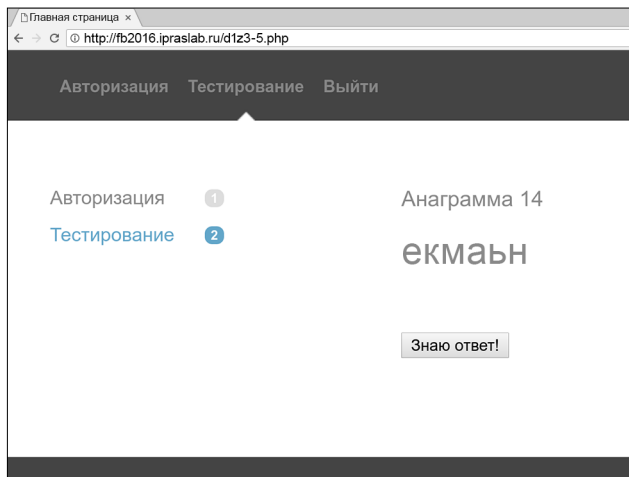 Главная страница ×
http://fb2016.ipraslab.ru/d1z3-5.php
Авторизация Тестирование Выйти
Авторизация 1
Тестирование 2
Анаграмма 14
екмаьн
Знаю ответ!